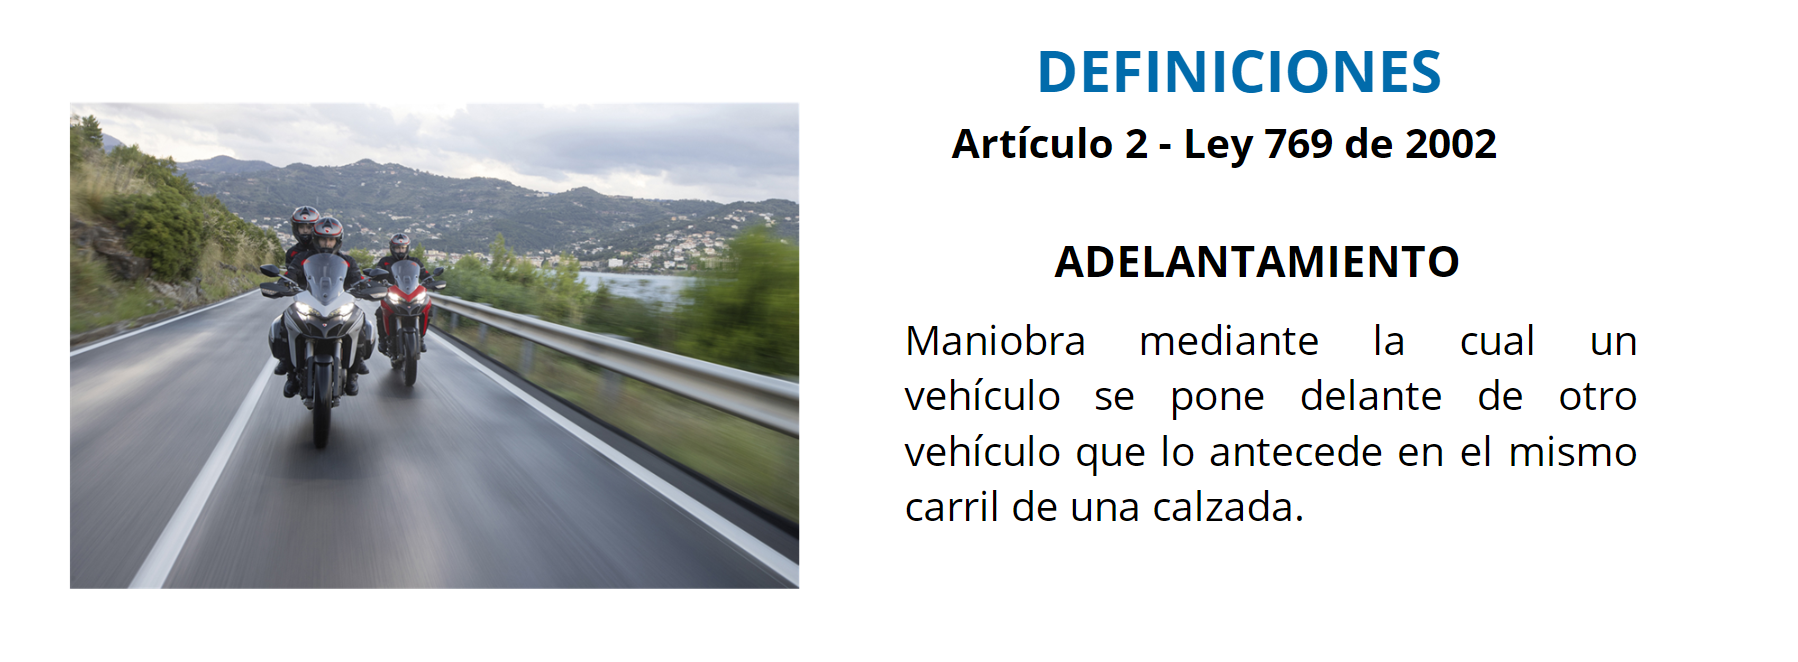 DEFINICIONES
Artículo 2 - Ley 769 de 2002
ADELANTAMIENTO
Maniobra mediante la cual un
vehículo se pone delante de otro
vehículo que lo antecede en el mismo
carril de una calzada.